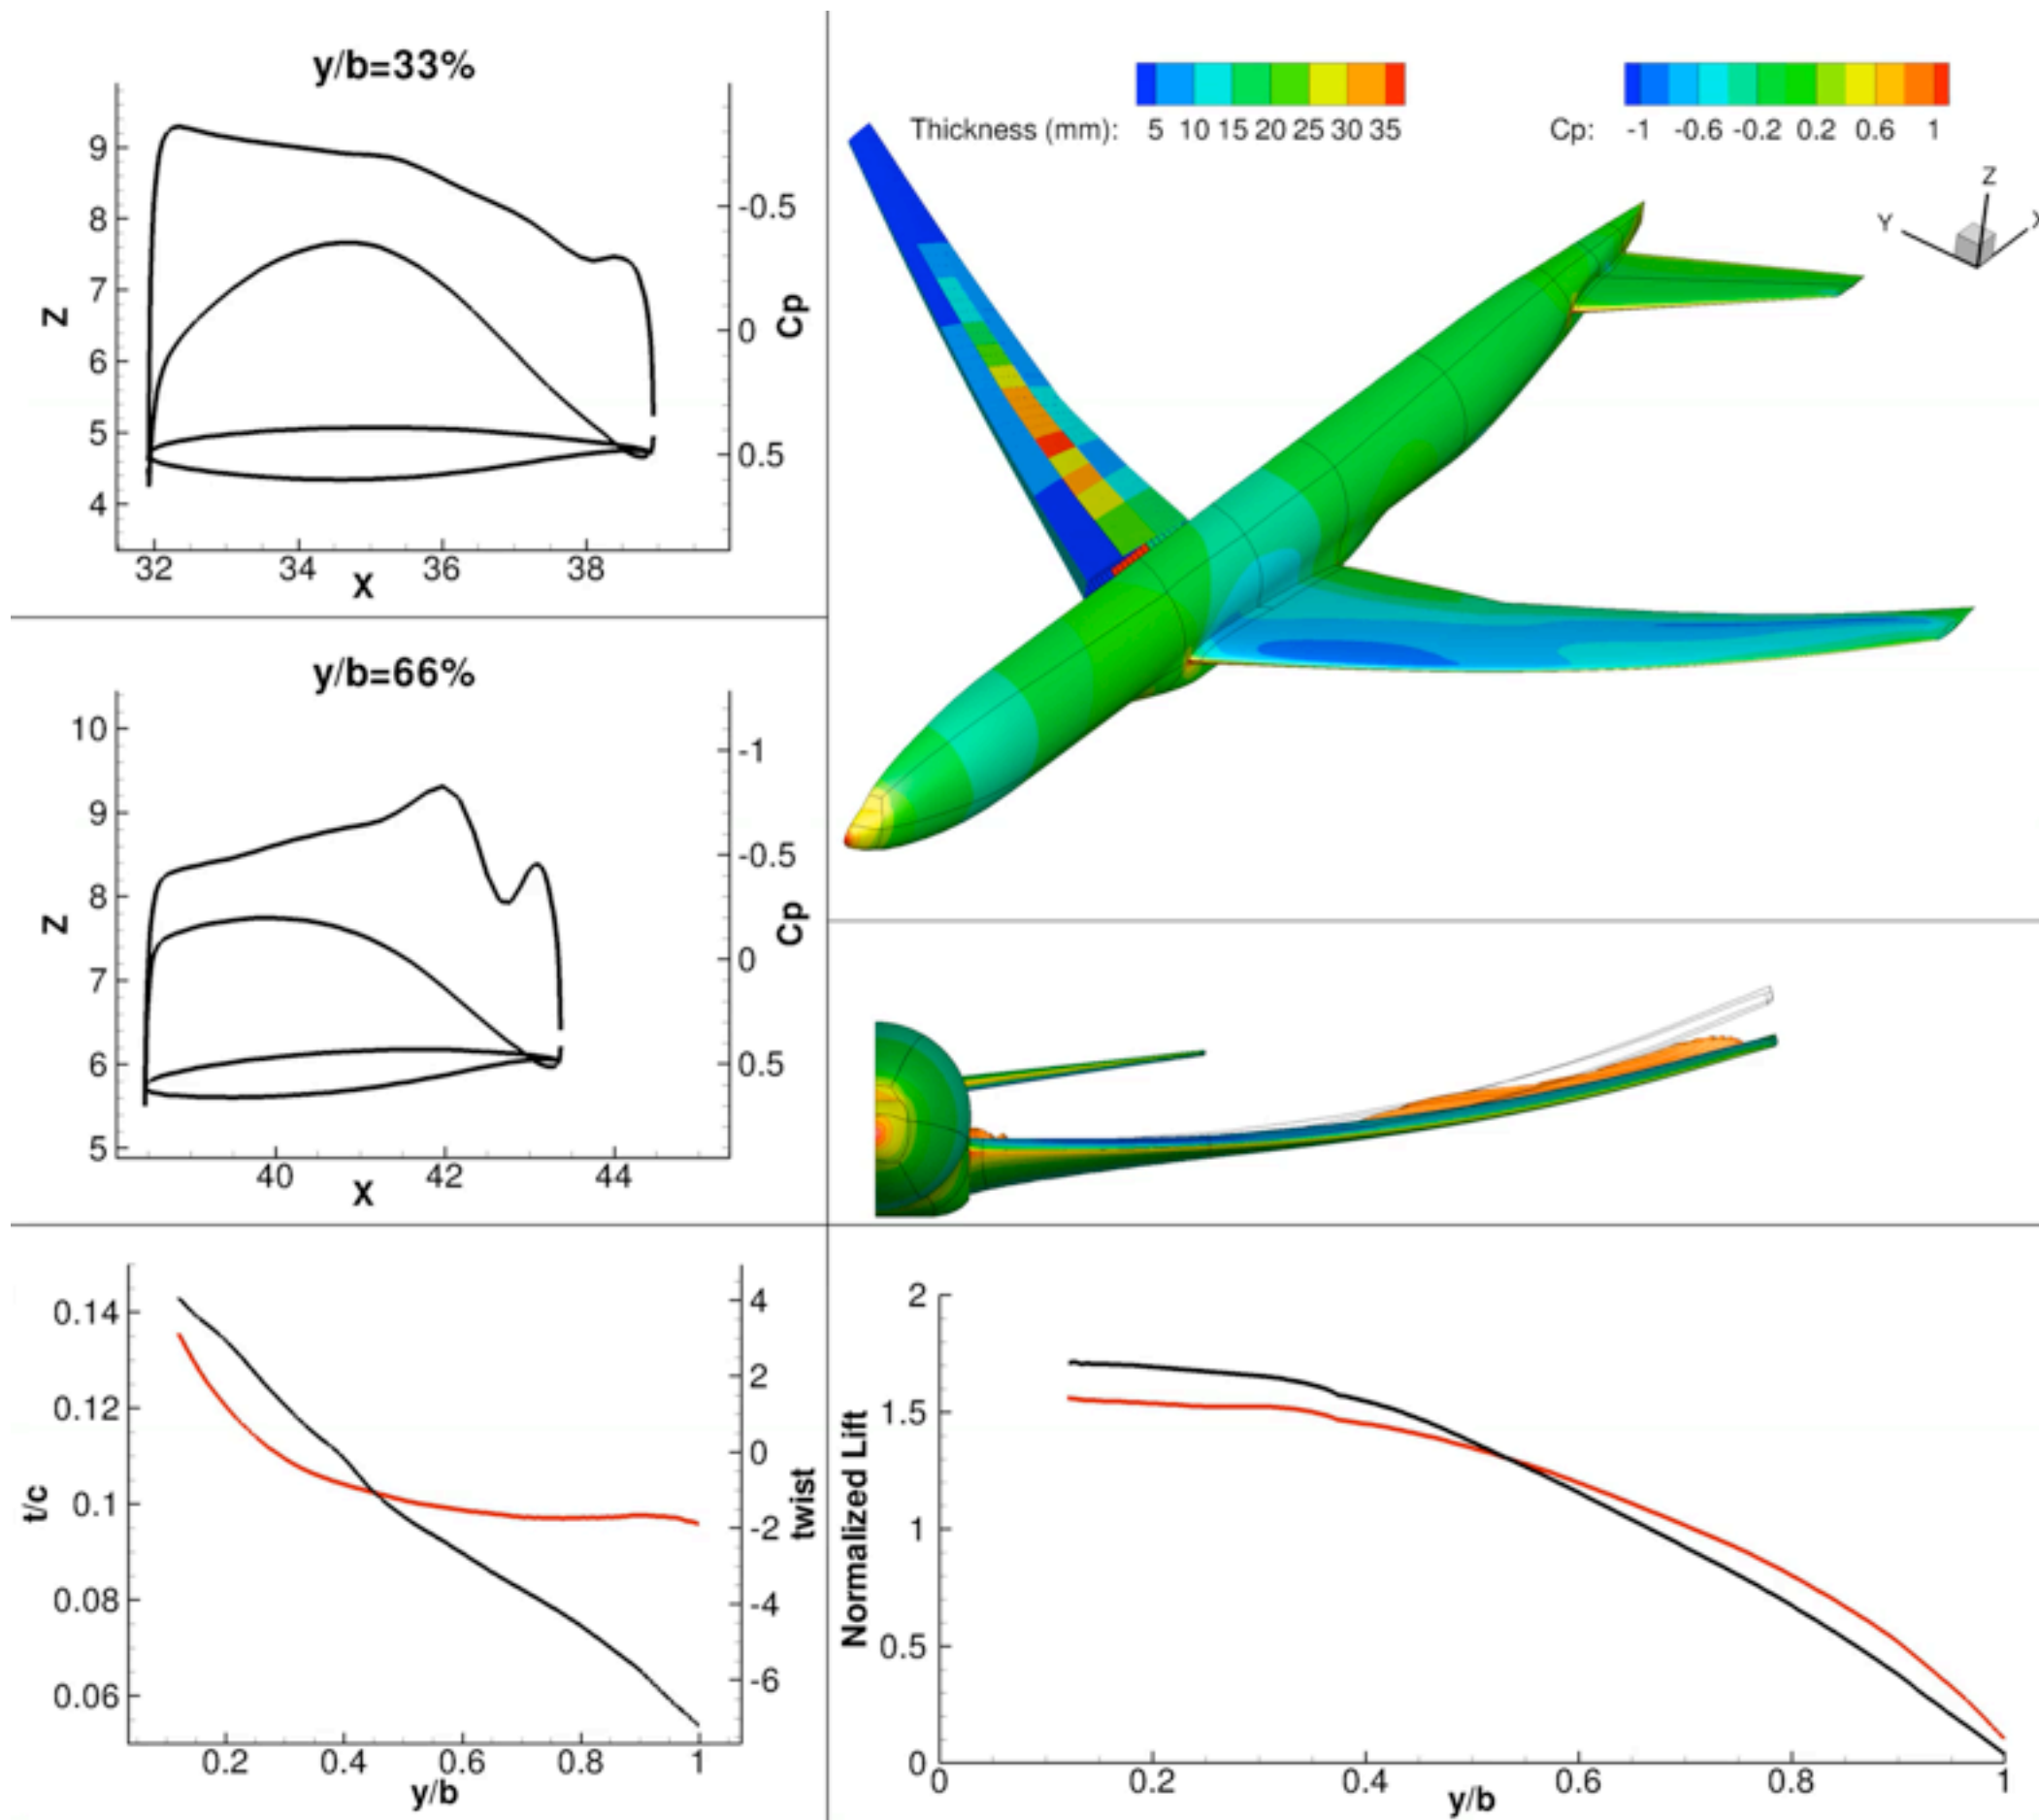 y/b=33%
9
8
7
6
5
4
Z
-0.5
0
0.5
Cp
32 34 36 38
X
Thickness (mm): 5 10 15 20 25 30 35
Cp: -1 -0.6 -0.2 0.2 0.6 1
Z
Y
X
y/b=66%
10
9
8
7
6
5
Z
-1
-0.5
0
0.5
Cp
40 42 44
X
0.14
0.12
0.1
0.08
0.06
t/c
4
2
0
-2
-4
-6
twist
0.2 0.4 0.6 0.8 1
y/b
2
1.5
1
0.5
0
Normalized Lift
0 0.2 0.4 0.6 0.8 1
y/b